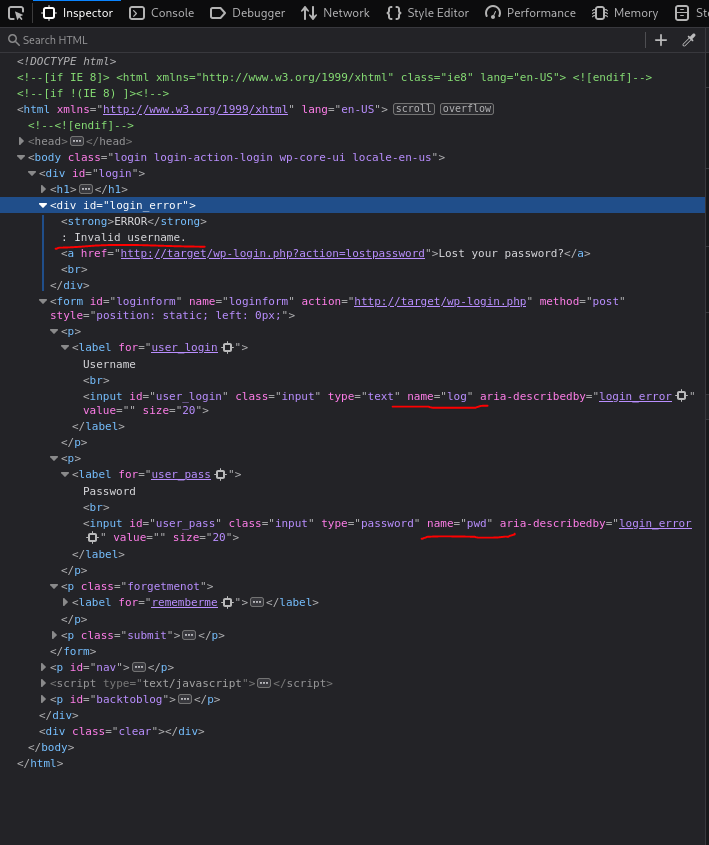 Inspector Console Debugger Network Style Editor Performance Memory
Search HTML
<!DOCTYPE html>
<!--[if IE 8]> <html xmlns="http://www.w3.org/1999/xhtml" class="ie8" lang="en-US"> <![endif]-->
<!--[if !(IE 8) ]><!-->
<html xmlns="http://www.w3.org/1999/xhtml" lang="en-US"> scroll overflow
<!--<![endif]-->
<head>···</head>
<body class="login login-action-login wp-core-ui locale-en-us">
<div id="login">
<h1>···</h1>
<div id="login_error">
<strong>ERROR</strong>
: Invalid username.
<a href="http://target/wp-login.php?action=lostpassword">Lost your password?</a>
<br>
</div>
<form id="loginform" name="loginform" action="http://target/wp-login.php" method="post"
style="position: static; left: 0px;">
<p>
<label for="user_login">
Username
<br>
<input id="user_login" class="input" type="text" name="log" aria-describedby="login_error"
value="" size="20">
</label>
</p>
<p>
<label for="user_pass">
Password
<br>
<input id="user_pass" class="input" type="password" name="pwd" aria-describedby="login_error
" value="" size="20">
</label>
</p>
<p class="forgetmenot">
<label for="rememberme">···</label>
</p>
<p class="submit">···</p>
</form>
<p id="nav">···</p>
<script type="text/javascript">···</script>
<p id="backtoblog">···</p>
</div>
<div class="clear"></div>
</body>
</html>